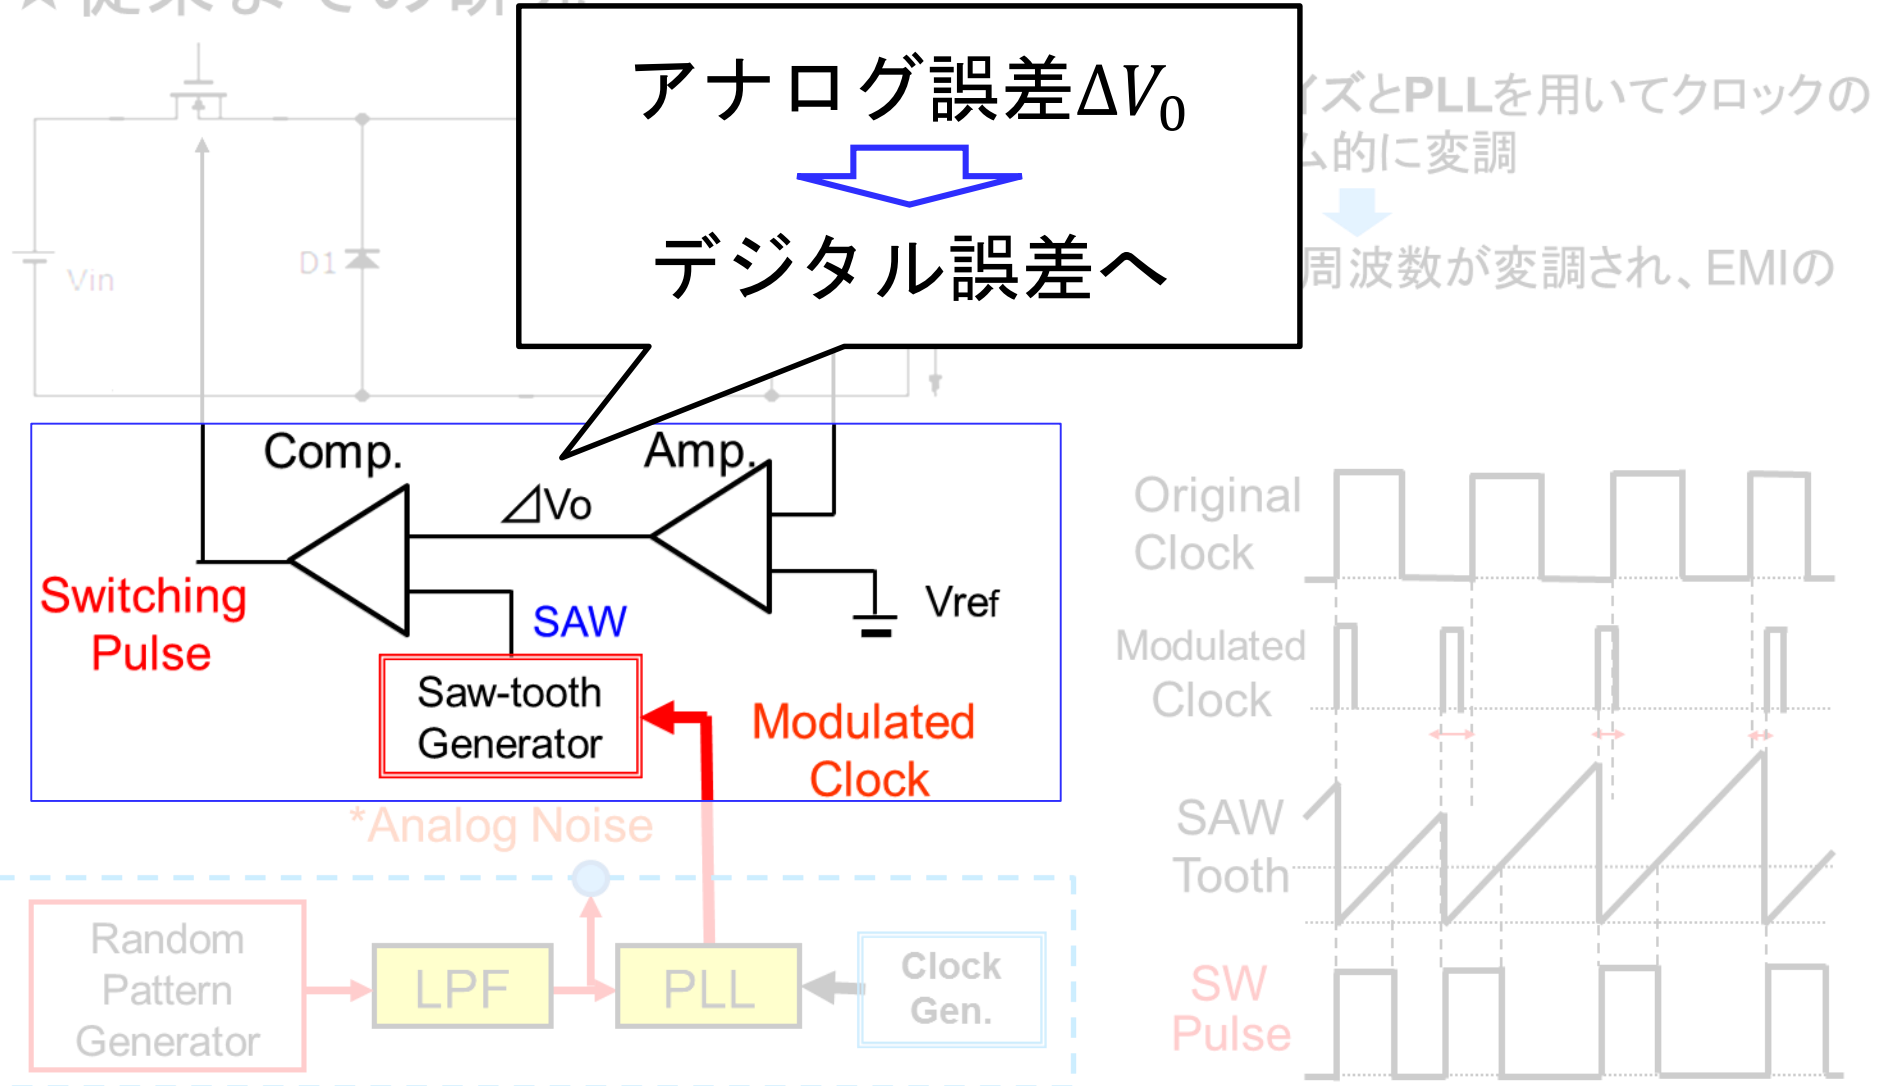 アナログ誤差ΔV₀
デジタル誤差へ
イズとPLLを用いてクロックの
ム的に変調
周波数が変調され、EMIの
Vin
D1
Comp.
Amp.
⊿Vo
Switching
Pulse
SAW
Vref
Saw-tooth
Generator
Modulated
Clock
*Analog Noise
Random
Pattern
Generator
LPF
PLL
Clock
Gen.
Original
Clock
Modulated
Clock
SAW
Tooth
SW
Pulse